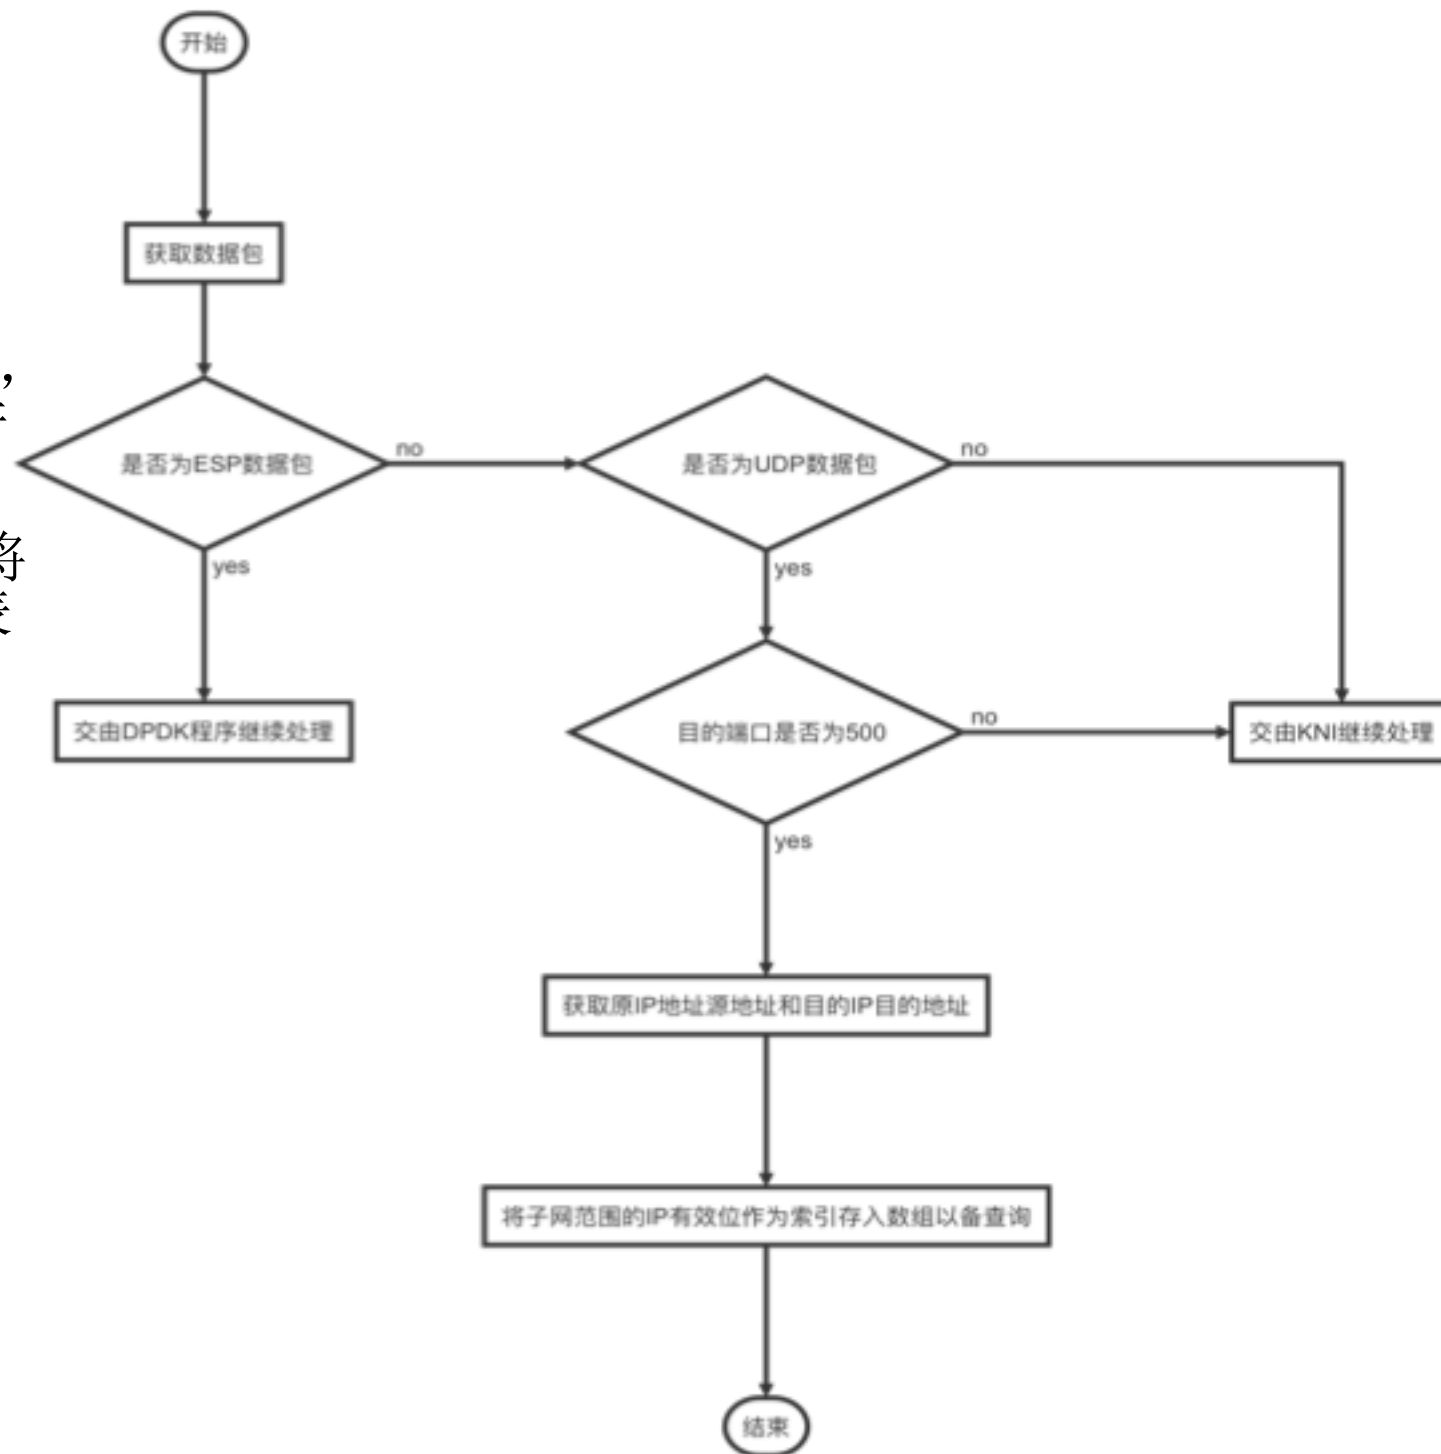 开始
获取数据包
，
是否为ESP数据包
no
是否为UDP数据包
no
将
yes
yes
交由DPDK程序继续处理
目的端口是否为500
no
交由KNI继续处理
yes
获取原IP地址源地址和目的IP目的地址
将子网范围的IP有效位作为索引存入数组以备查询
结束